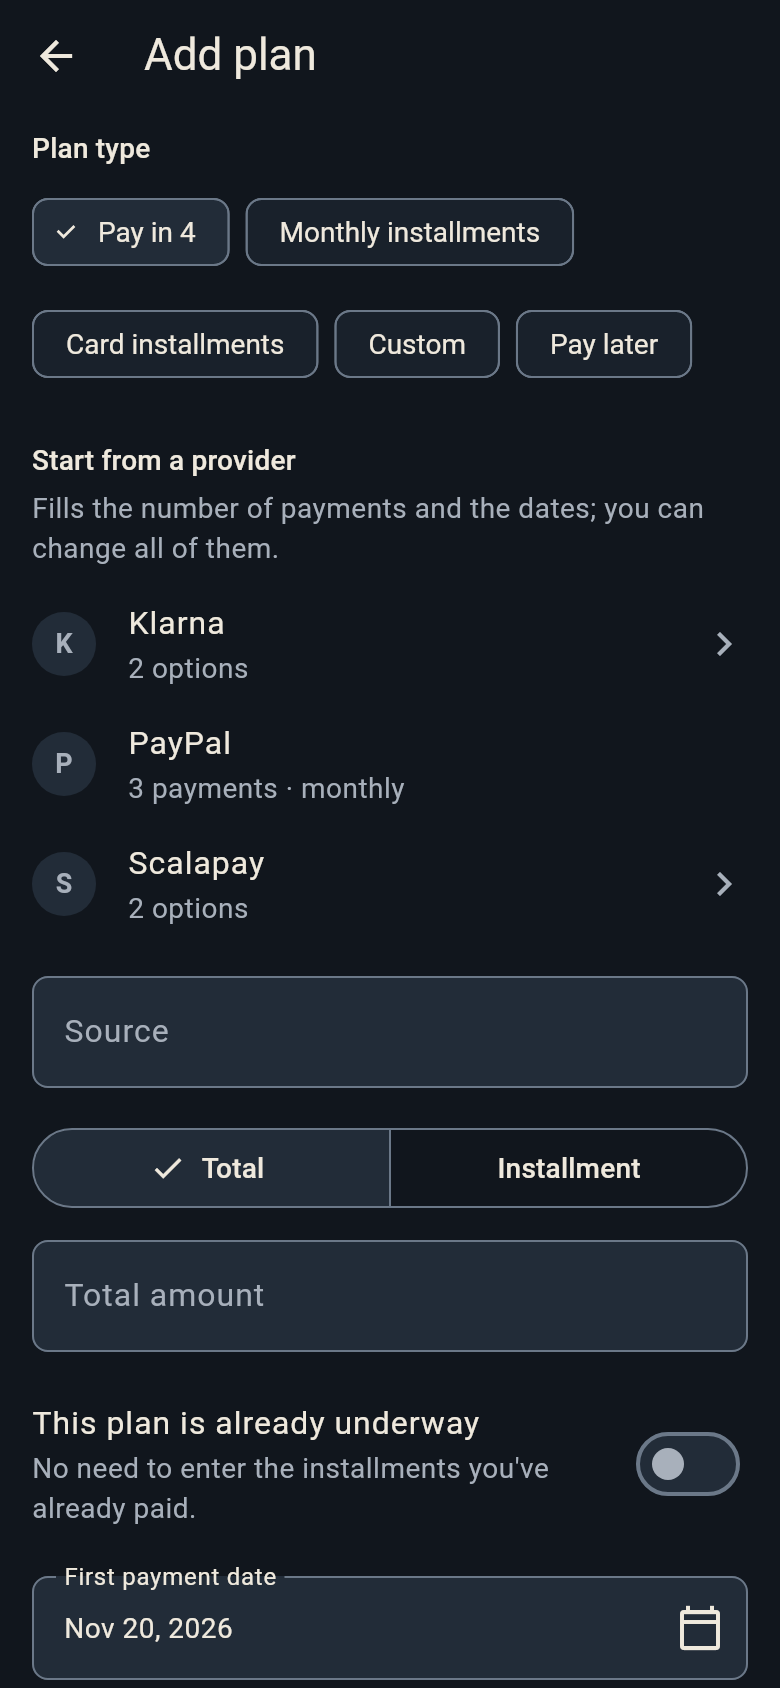 Add plan
Plan type
Pay in 4
Monthly installments
Card installments
Custom
Pay later
Start from a provider
Fills the number of payments and the dates; you can
change all of them.
K
Klarna
2 options
P
PayPal
3 payments · monthly
S
Scalapay
2 options
Source
Total
Installment
Total amount
This plan is already underway
No need to enter the installments you've
already paid.
First payment date
Nov 20, 2026